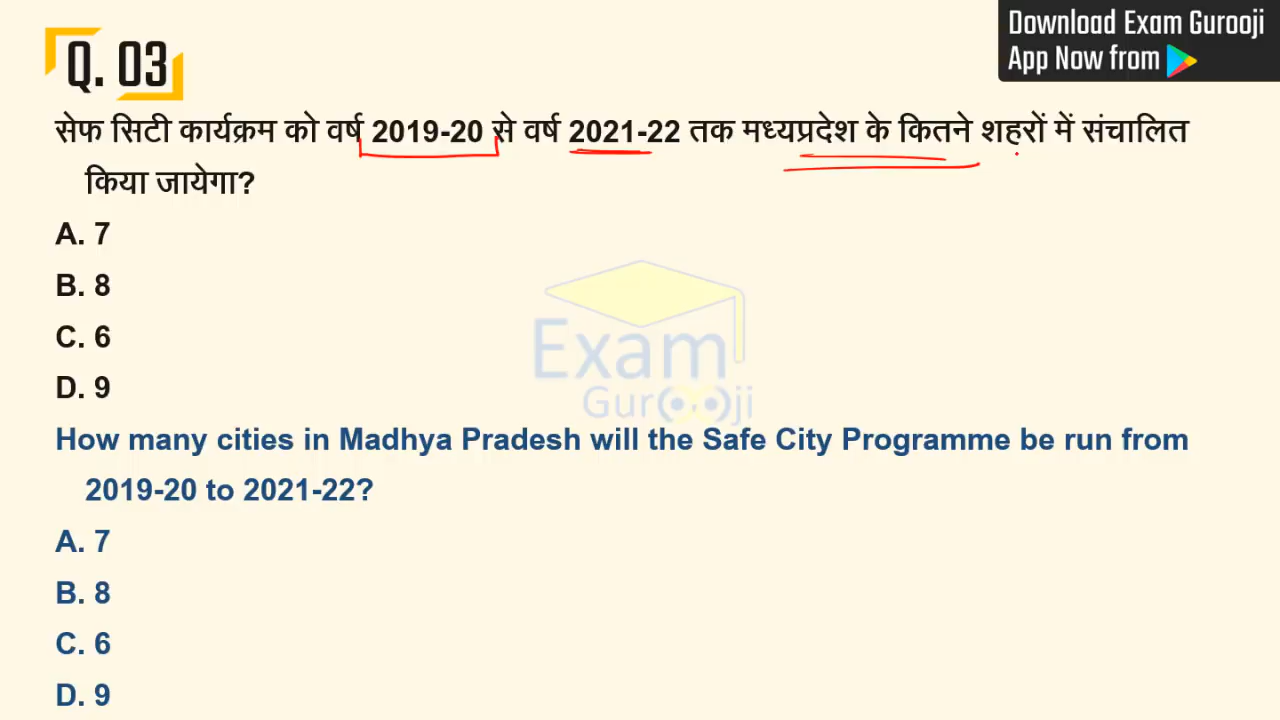 Download Exam Gurooji
App Now from
Q. 03
सेफ सिटी कार्यक्रम को वर्ष 2019-20 से वर्ष 2021-22 तक मध्यप्रदेश के कितने शहरों में संचालित
किया जायेगा?
A. 7
B. 8
C. 6
D. 9
Exam
Gurooji
How many cities in Madhya Pradesh will the Safe City Programme be run from
2019-20 to 2021-22?
A. 7
B. 8
C. 6
D. 9